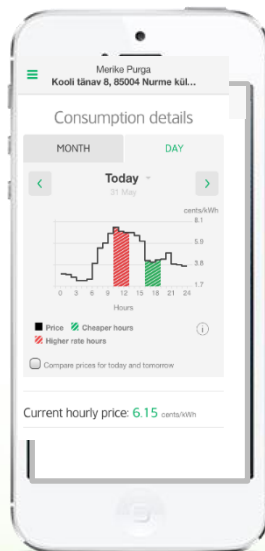 Merike Purga
Kooli tänav 8, 85004 Nurme kül...
Consumption details
MONTH DAY
Today
31 May
cents/kWh
8.1
5.9
3.8
1.7
0 3 6 9 12 15 18 21 24
Hours
Price Cheaper hours
Higher rate hours
i
Compare prices for today and tomorrow
Current hourly price: 6.15 cents/kWh